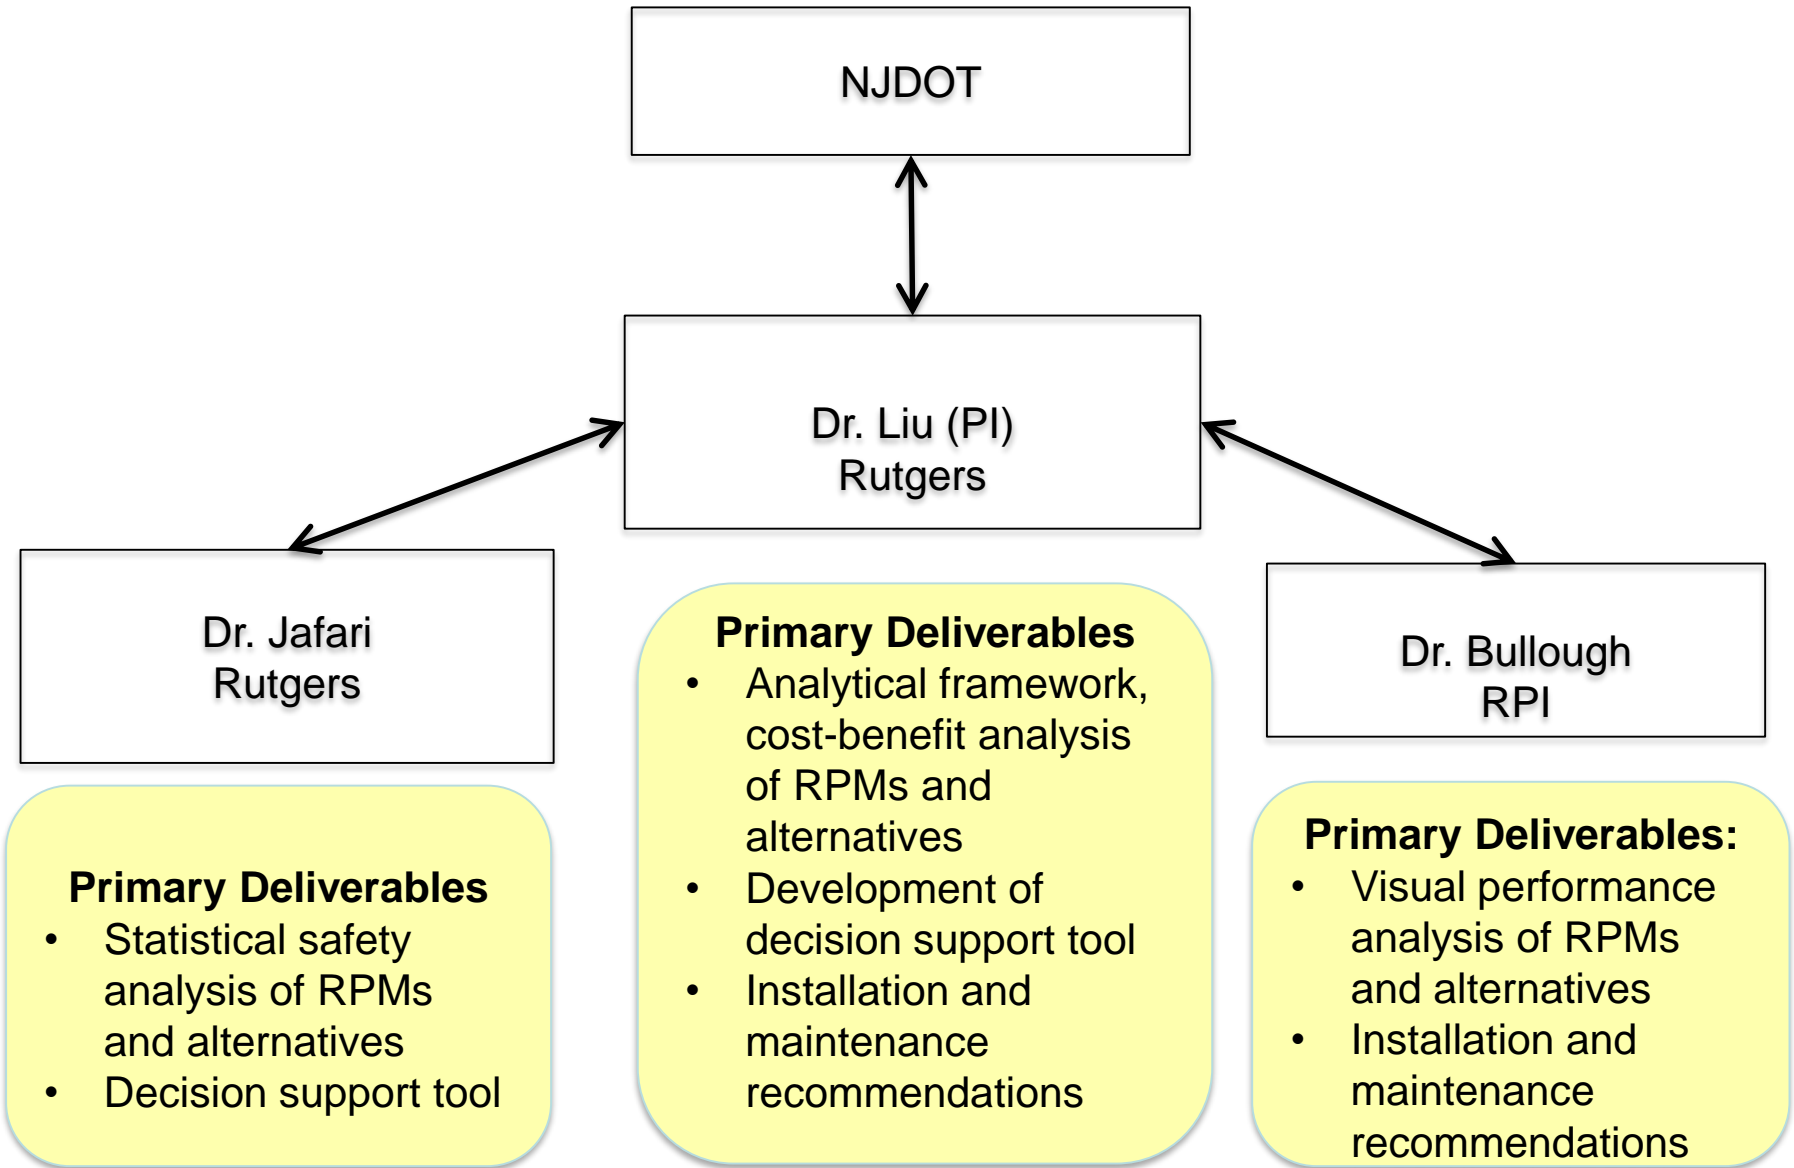 NJDOT
Dr. Liu (PI)
Rutgers
Dr. Jafari
Rutgers
Dr. Bullough
RPI
Primary Deliverables
• Statistical safety
analysis of RPMs
and alternatives
• Decision support tool
Primary Deliverables
• Analytical framework,
cost-benefit analysis
of RPMs and
alternatives
• Development of
decision support tool
• Installation and
maintenance
recommendations
Primary Deliverables:
• Visual performance
analysis of RPMs
and alternatives
• Installation and
maintenance
recommendations